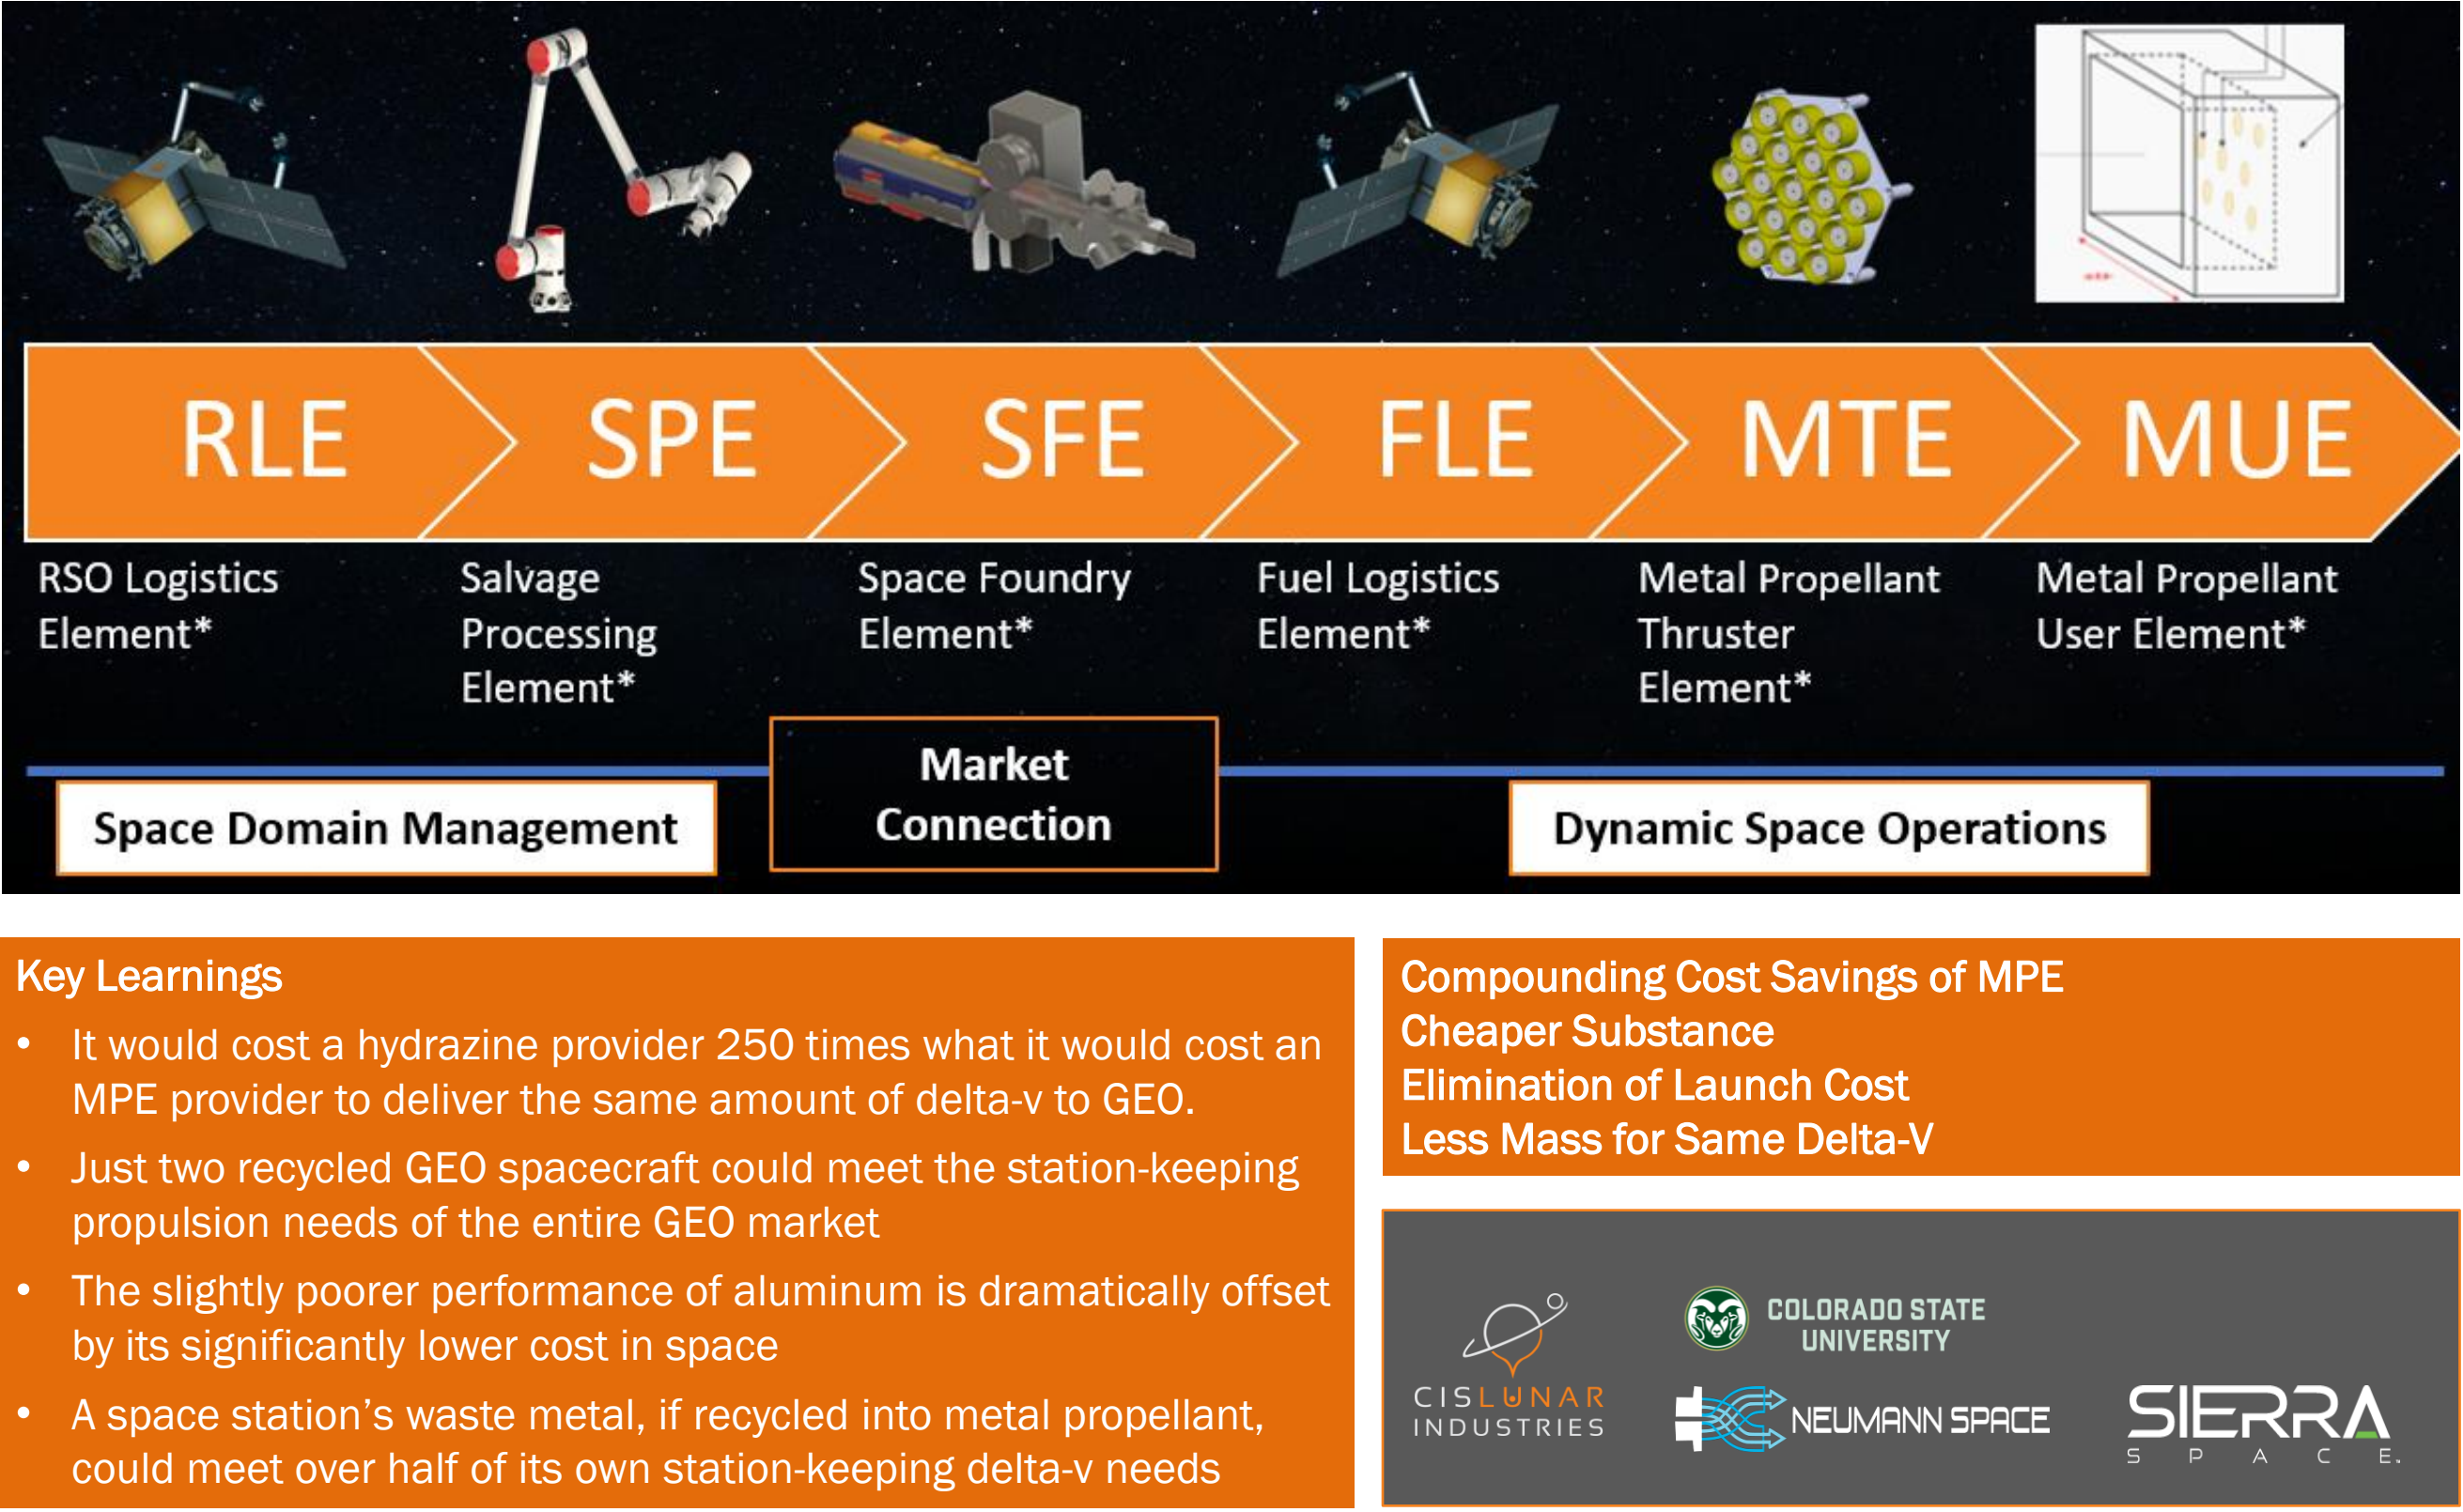 RLE
SPE
SFE
FLE
MTE
MUE
RSO Logistics
Element*
Salvage
Processing
Element*
Space Foundry
Element*
Fuel Logistics
Element*
Metal Propellant
Thruster
Element*
Metal Propellant
User Element*
Space Domain Management
Market
Connection
Dynamic Space Operations
Key Learnings
• It would cost a hydrazine provider 250 times what it would cost an
MPE provider to deliver the same amount of delta-v to GEO.
• Just two recycled GEO spacecraft could meet the station-keeping
propulsion needs of the entire GEO market
• The slightly poorer performance of aluminum is dramatically offset
by its significantly lower cost in space
• A space station’s waste metal, if recycled into metal propellant,
could meet over half of its own station-keeping delta-v needs
Compounding Cost Savings of MPE
Cheaper Substance
Elimination of Launch Cost
Less Mass for Same Delta-V
CISLUNAR
INDUSTRIES
COLORADO STATE
UNIVERSITY
NEUMANN SPACE
SIERRA
SPACE